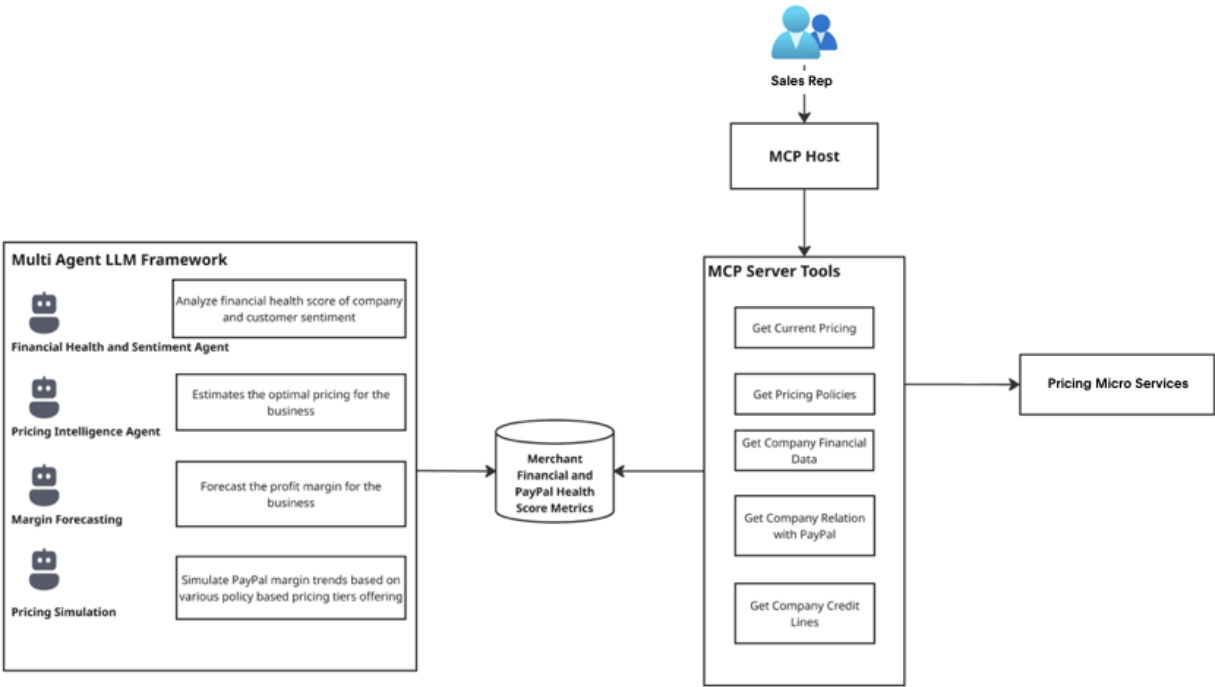 Sales Rep
MCP Host
Multi Agent LLM Framework
Analyze financial health score of company
and customer sentiment
Financial Health and Sentiment Agent
Estimates the optimal pricing for the
business
Pricing Intelligence Agent
Forecast the profit margin for the
business
Margin Forecasting
Simulate PayPal margin trends based on
various policy based pricing tiers offering
Pricing Simulation
Merchant
Financial and
PayPal Health
Score Metrics
MCP Server Tools
Get Current Pricing
Get Pricing Policies
Get Company Financial
Data
Get Company Relation
with PayPal
Get Company Credit
Lines
Pricing Micro Services